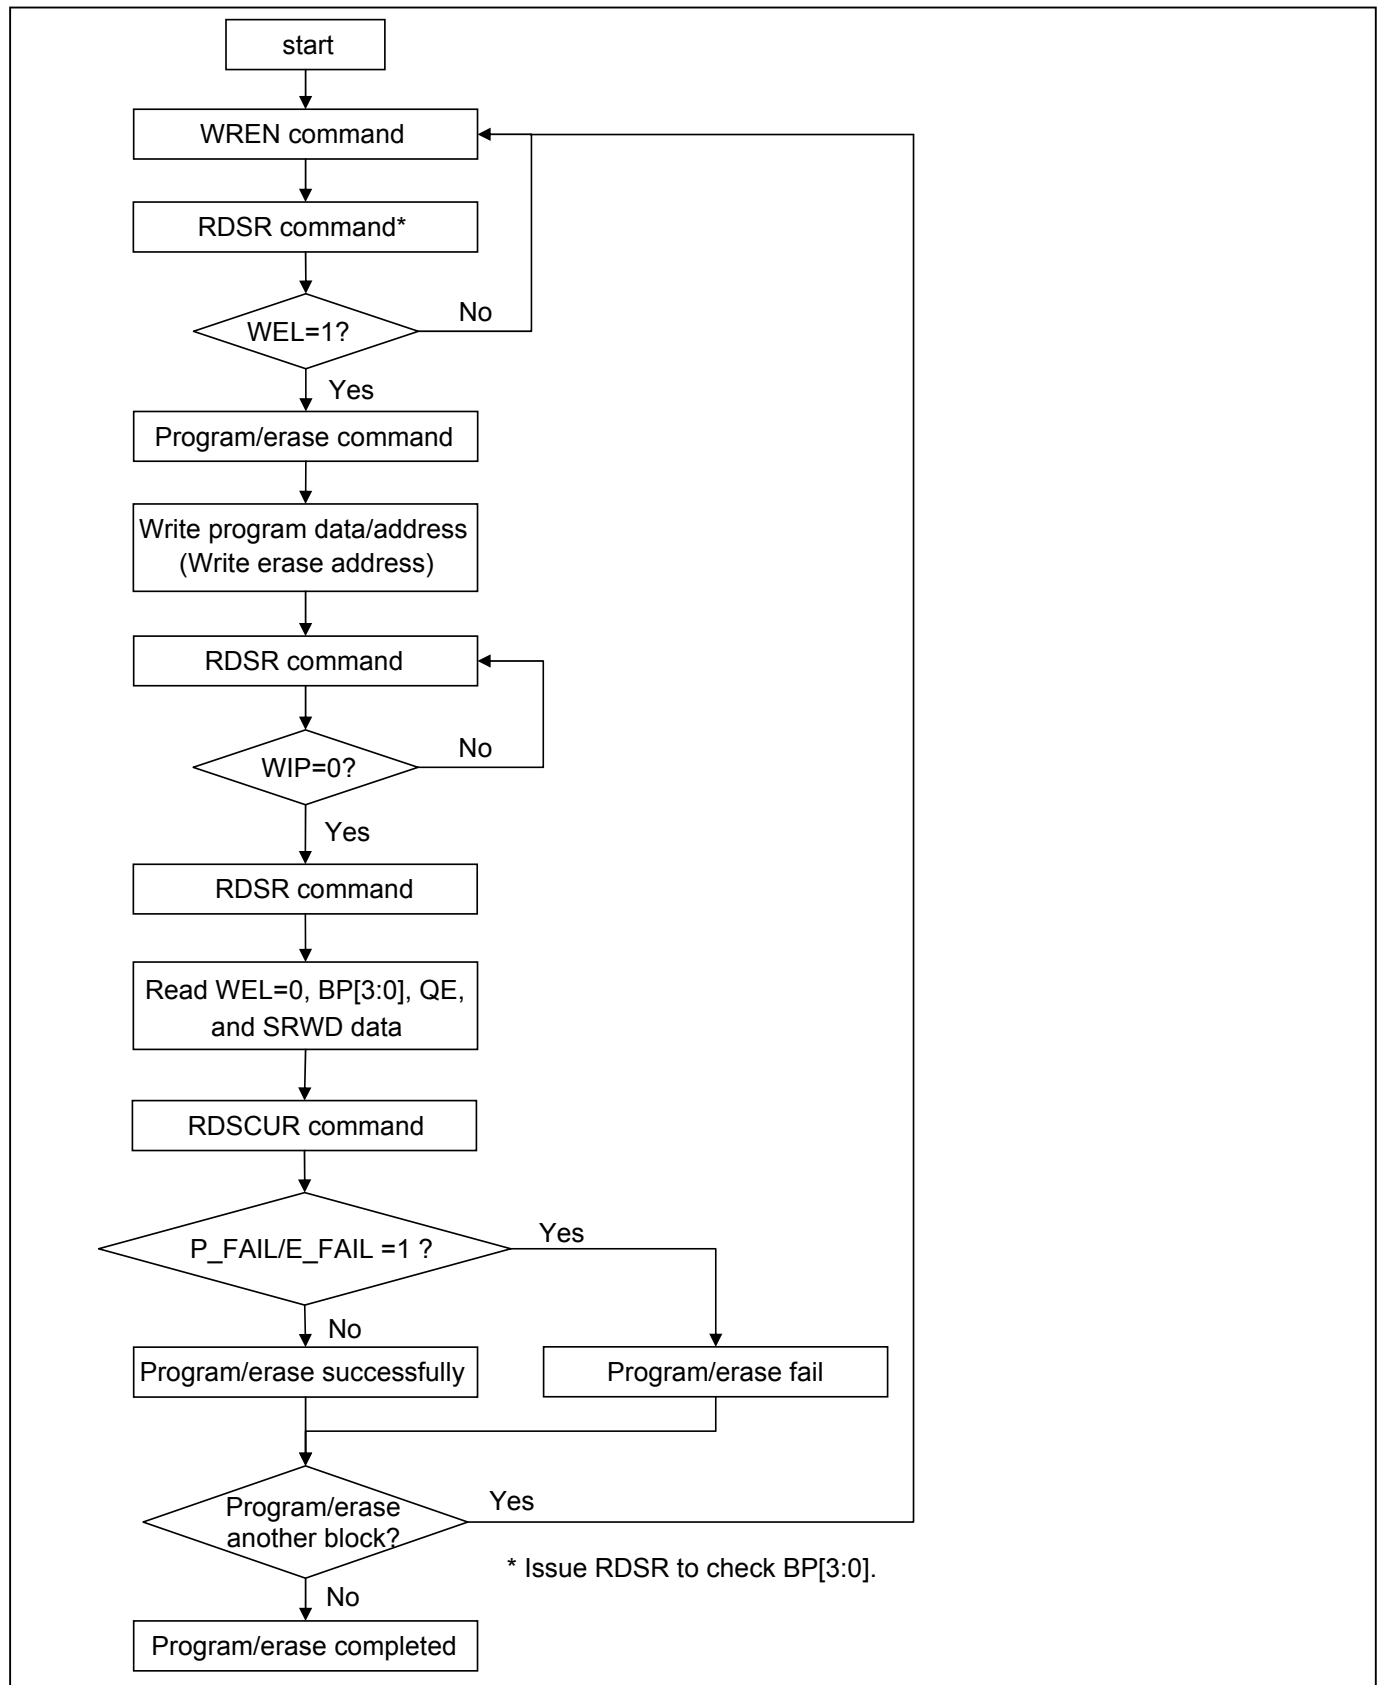 start
WREN command
RDSR command*
WEL=1?
No
Yes
Program/erase command
Write program data/address
(Write erase address)
RDSR command
WIP=0?
No
Yes
RDSR command
Read WEL=0, BP[3:0], QE,
and SRWD data
RDSCUR command
P_FAIL/E_FAIL =1 ?
Yes
No
Program/erase successfully
Program/erase fail
Program/erase
another block?
Yes
* Issue RDSR to check BP[3:0].
No
Program/erase completed